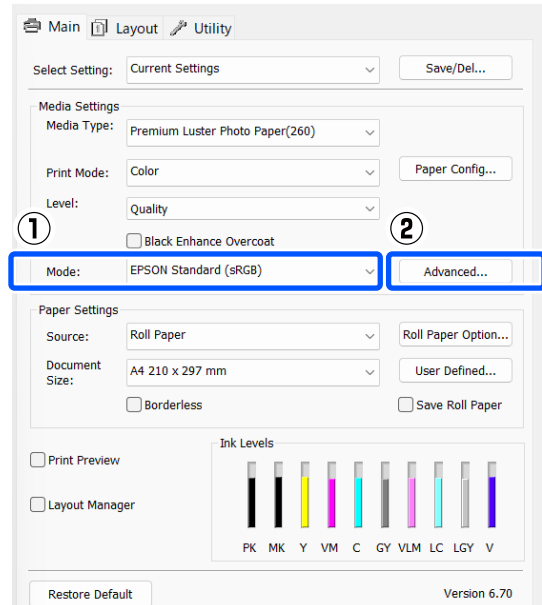 Main Layout Utility
Select Setting: Current Settings Save/Del...
Media Settings
Media Type: Premium Luster Photo Paper(260)
Print Mode: Color Paper Config...
Level: Quality
① ②
Black Enhance Overcoat
Mode: EPSON Standard (sRGB) Advanced...
Paper Settings
Source: Roll Paper Roll Paper Option...
Document
Size: A4 210 x 297 mm User Defined...
Borderless Save Roll Paper
Ink Levels
Print Preview
Layout Manager
PK MK Y VM C GY VLM LC LGY V
Restore Default Version 6.70